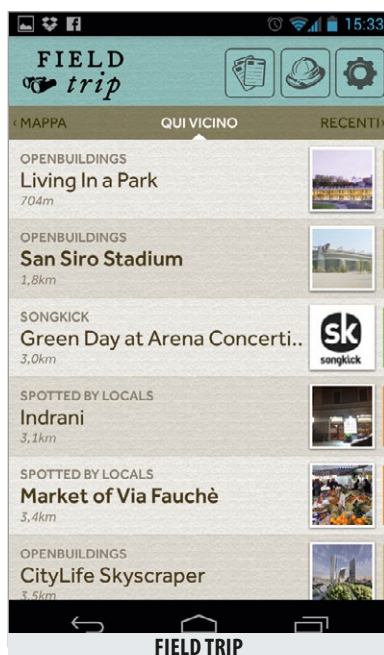 15:33
FIELD
trip
‹ MAPPA QUI VICINO RECENTI ›
OPENBUILDINGS
Living In a Park
704m
OPENBUILDINGS
San Siro Stadium
1,8km
SONGKICK
Green Day at Arena Concerti..
3,0km
sk
songkick
SPOTTED BY LOCALS
Indrani
3,1km
SPOTTED BY LOCALS
Market of Via Fauchè
3,4km
OPENBUILDINGS
CityLife Skyscraper
3,5km
FIELD TRIP